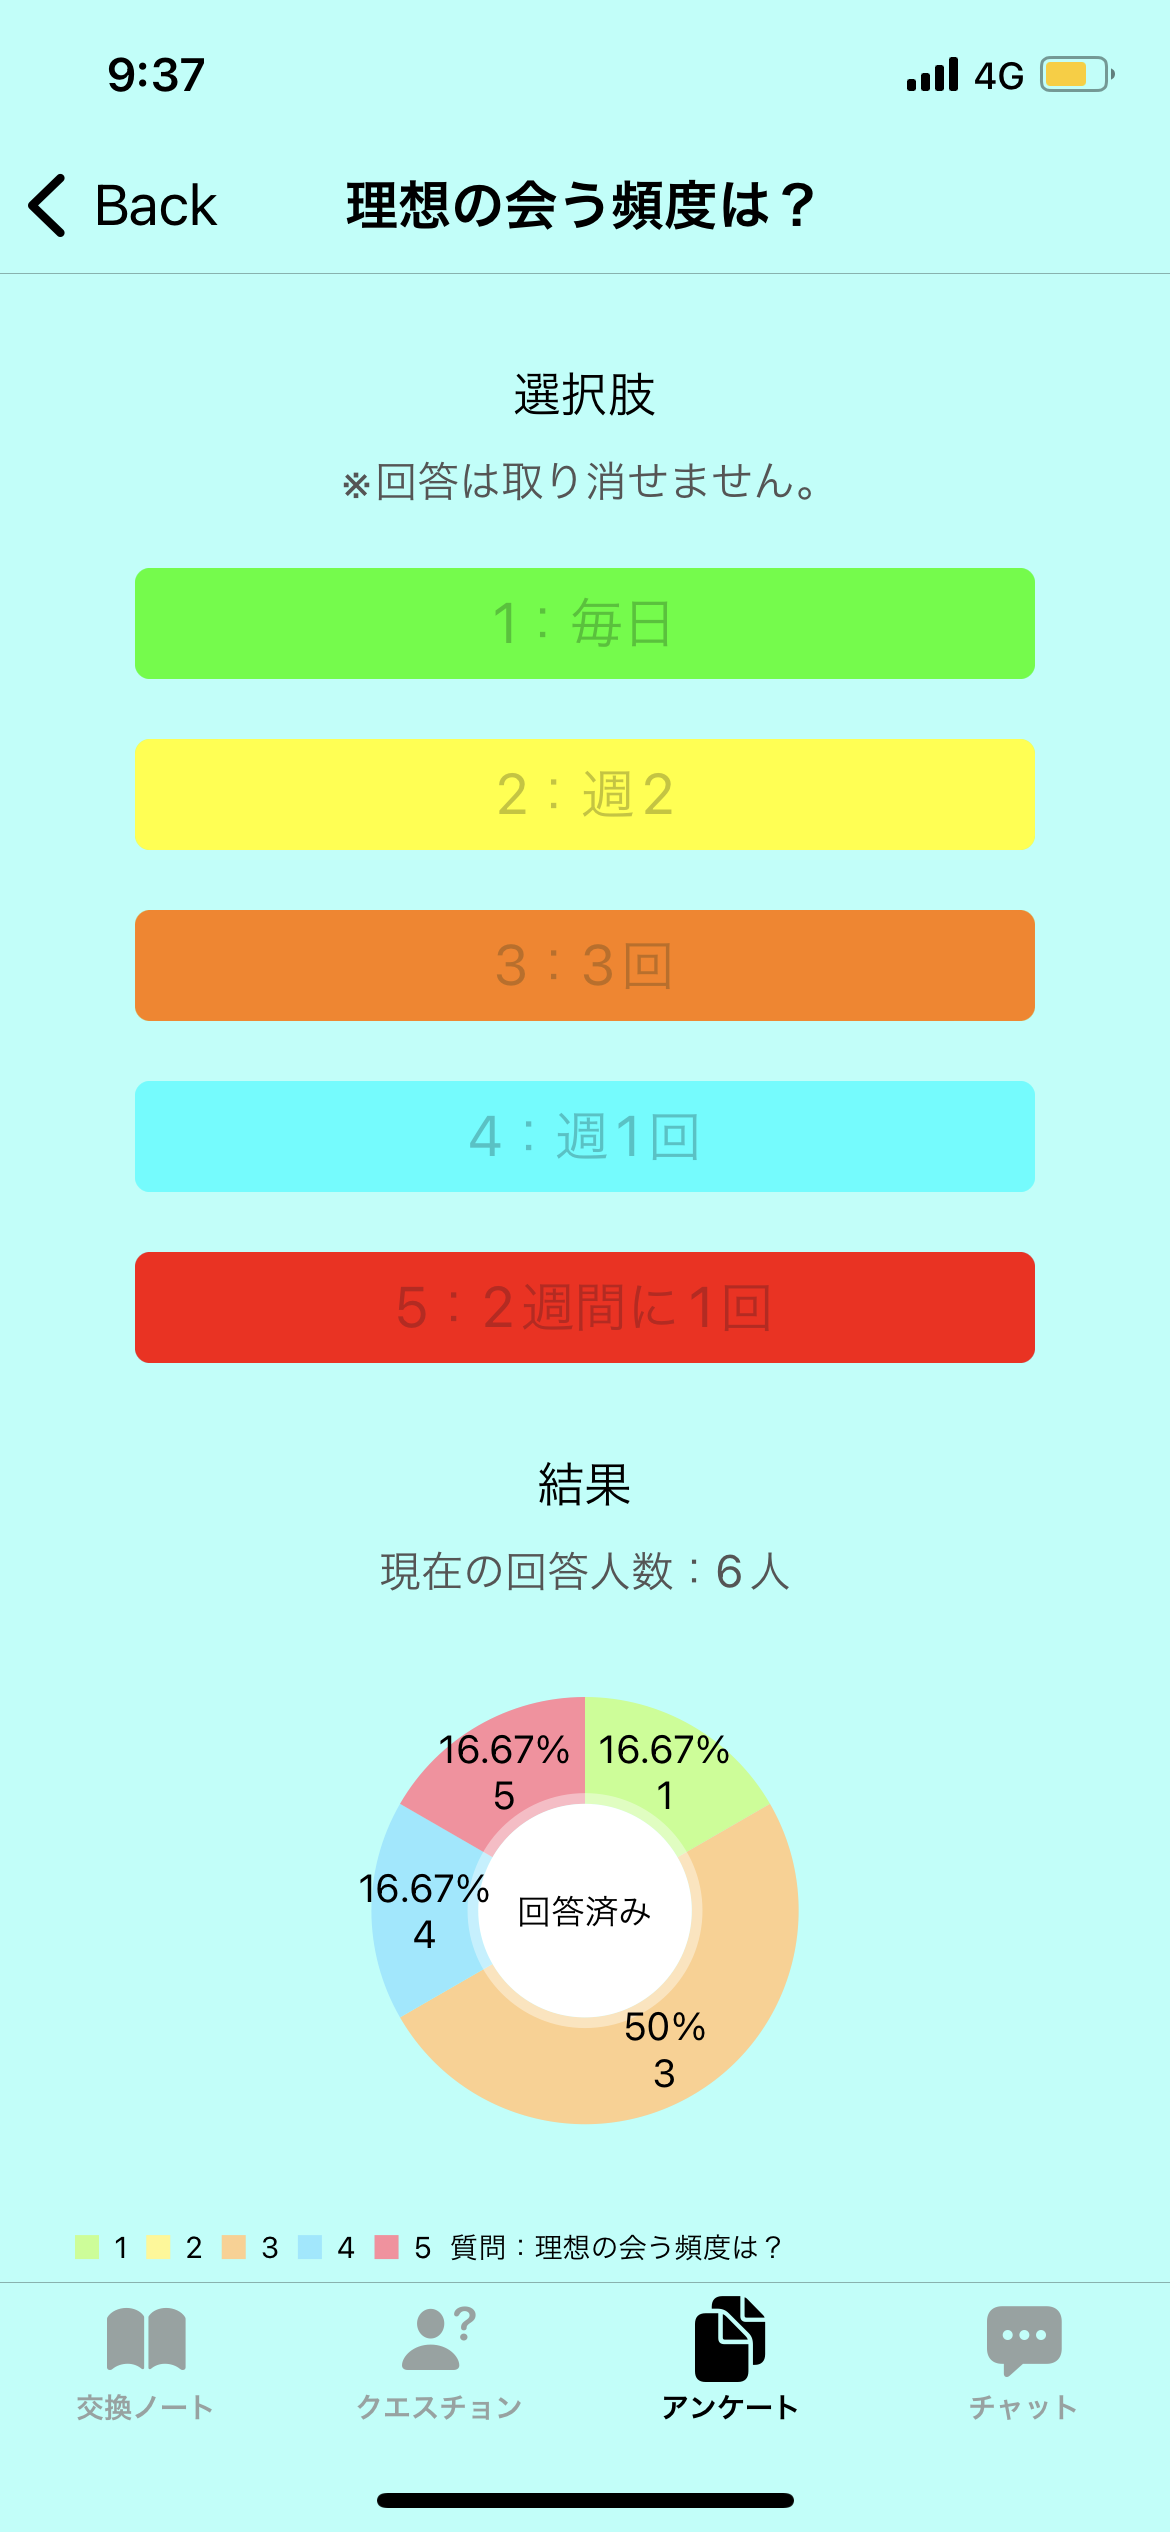 9:37
4G
Back
理想の会う頻度は？
選択肢
※回答は取り消せません。
1：毎日
2：週2
3：3回
4：週1回
5：2週間に1回
結果
現在の回答人数：6人
16.67%
5
16.67%
1
16.67%
4
回答済み
50%
3
1 2 3 4 5 質問：理想の会う頻度は？
交換ノート
クエスチョン
アンケート
チャット